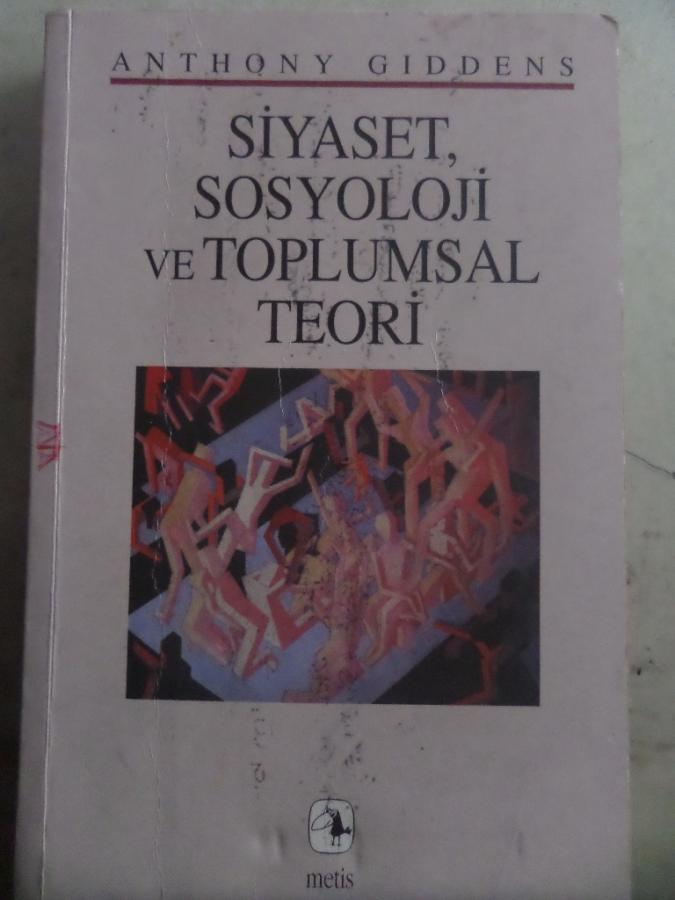 ANTHONY GIDDENS
SİYASET,
SOSYOLOJİ
VE TOPLUMSAL
TEORİ
metis